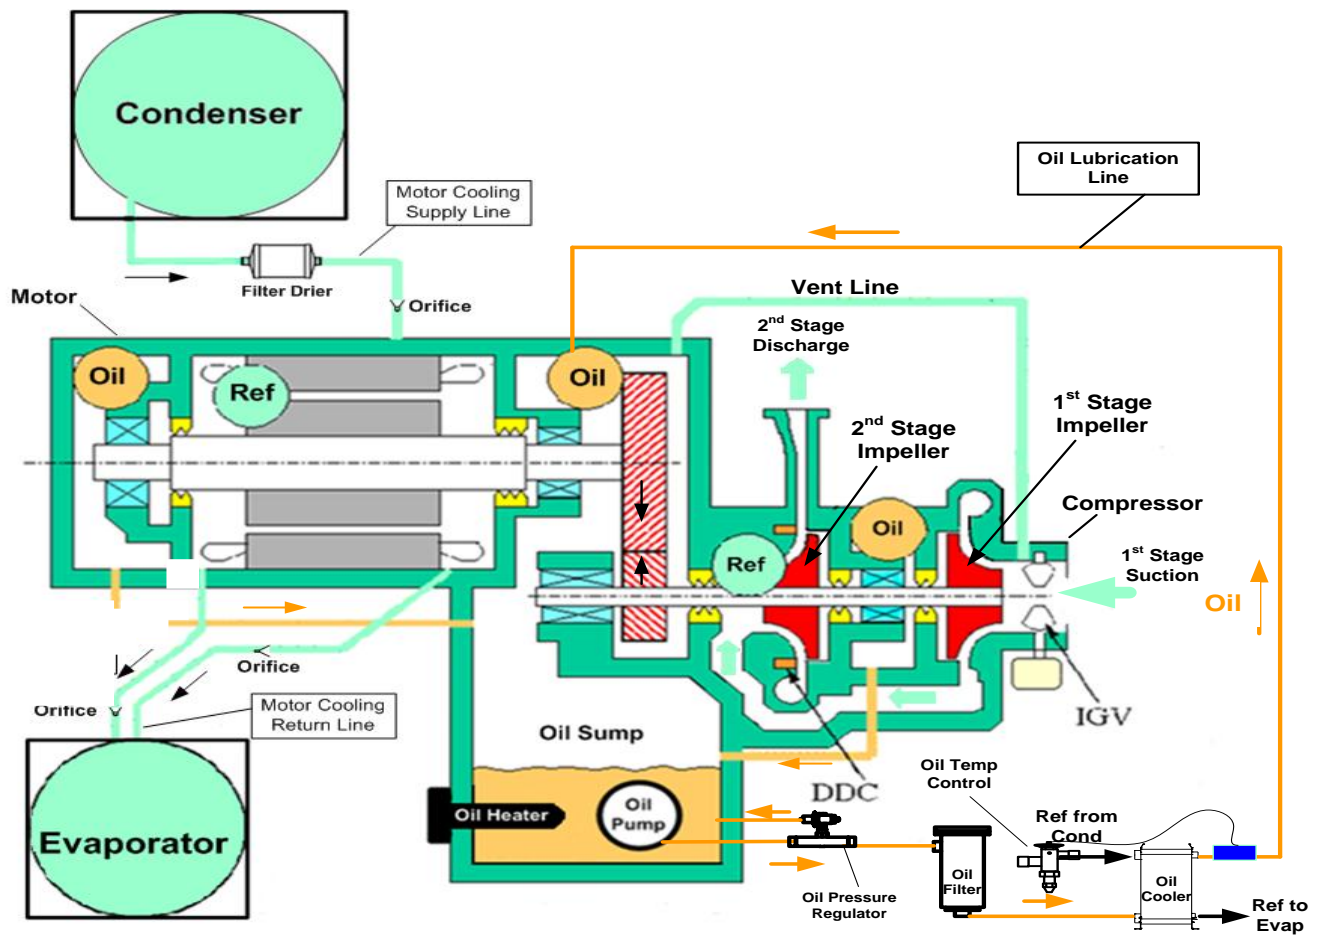 Condenser
Motor Cooling
Supply Line
Oil Lubrication
Line
Filter Drier
Motor
Orifice
Vent Line
2nd Stage
Discharge
Oil
Ref
Oil
1st Stage
Impeller
2nd Stage
Impeller
Compressor
Oil
Ref
1st Stage
Suction
Oil
Orifice
Orifice
Motor Cooling
Return Line
IGV
Oil Sump
Oil Temp
Control
DDC
Oil Heater
Oil
Pump
Ref from
Cond
Evaporator
Oil
Filter
Oil
Cooler
Oil Pressure
Regulator
Ref to
Evap